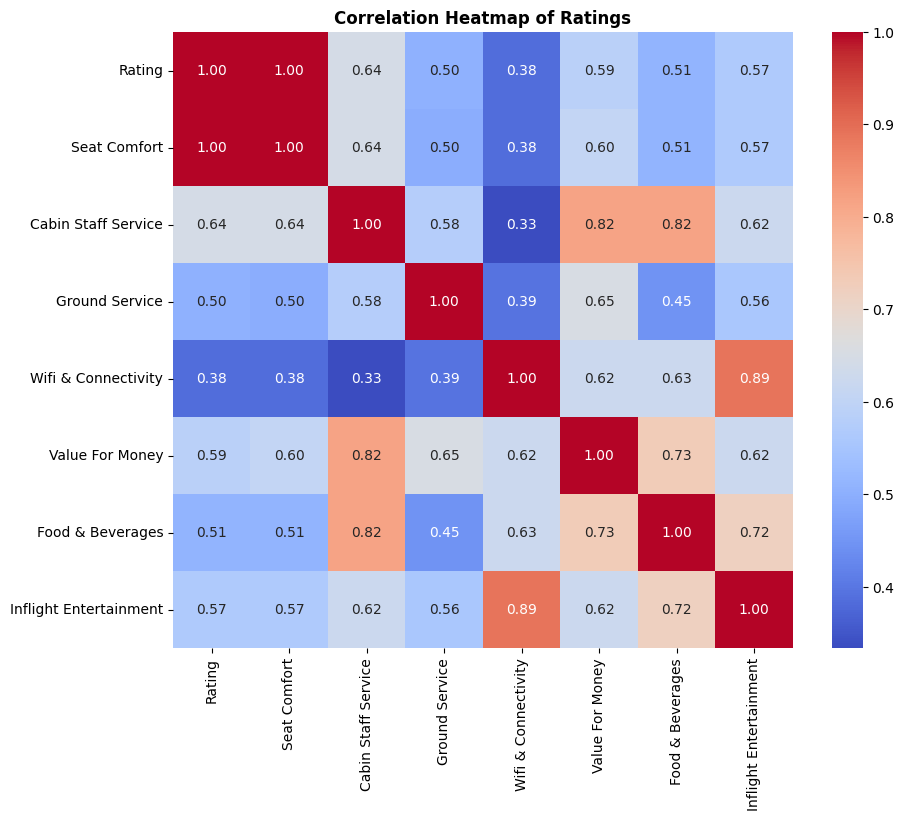 Correlation Heatmap of Ratings
Rating 1.00 1.00 0.64 0.50 0.38 0.59 0.51 0.57
Seat Comfort 1.00 1.00 0.64 0.50 0.38 0.60 0.51 0.57
Cabin Staff Service 0.64 0.64 1.00 0.58 0.33 0.82 0.82 0.62
Ground Service 0.50 0.50 0.58 1.00 0.39 0.65 0.45 0.56
Wifi & Connectivity 0.38 0.38 0.33 0.39 1.00 0.62 0.63 0.89
Value For Money 0.59 0.60 0.82 0.65 0.62 1.00 0.73 0.62
Food & Beverages 0.51 0.51 0.82 0.45 0.63 0.73 1.00 0.72
Inflight Entertainment 0.57 0.57 0.62 0.56 0.89 0.62 0.72 1.00
Rating
Seat Comfort
Cabin Staff Service
Ground Service
Wifi & Connectivity
Value For Money
Food & Beverages
Inflight Entertainment
1.0
0.9
0.8
0.7
0.6
0.5
0.4